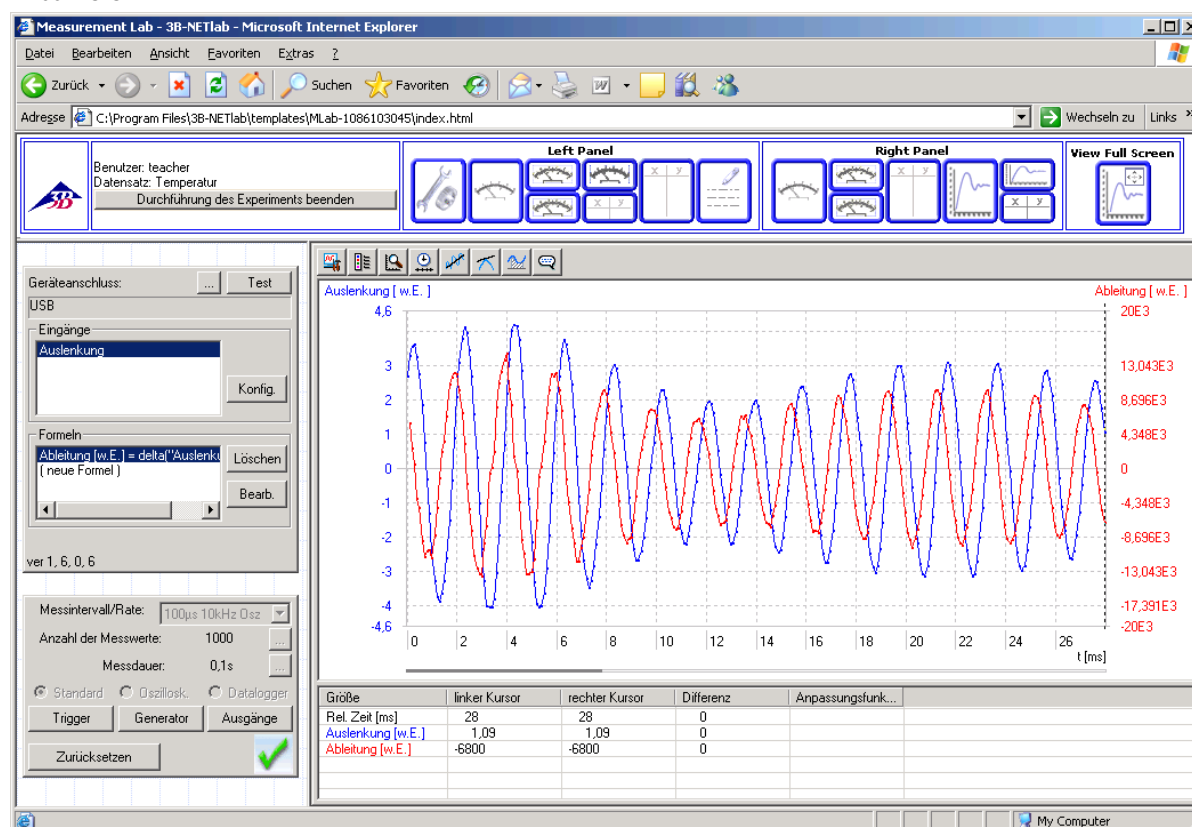 Measurement Lab - 3B-NETlab - Microsoft Internet Explorer
Datei Bearbeiten Ansicht Favoriten Extras ?
Zurück Suchen Favoriten
Adresse C:\Program Files\3B-NETlab\templates\MLab-1086103045\index.html Wechseln zu Links »
3B
Benutzer: teacher
Datensatz: Temperatur
Durchführung des Experiments beenden
Left Panel
x y
x y
Right Panel
x y
x y
View Full Screen
Geräteanschluss: ... Test
USB
Eingänge
Auslenkung
Konfig.
Formeln
Ableitung [w.E.] = delta("Auslenku
( neue Formel )
Löschen
Bearb.
ver 1, 6, 0, 6
Messintervall/Rate: 100µs 10kHz Osz
Anzahl der Messwerte: 1000 ...
Messdauer: 0,1s ...
Standard Oszillosk. Datalogger
Trigger Generator Ausgänge
Zurücksetzen
Auslenkung [ w.E. ] Ableitung [ w.E. ]
4,6 20E3
3 13,043E3
2 8,696E3
1 4,348E3
0 0
-1 -4,348E3
-2 -8,696E3
-3 -13,043E3
-4 -17,391E3
-4,6 -20E3
0 2 4 6 8 10 12 14 16 18 20 22 24 26
t [ms]
Größe linker Kursor rechter Kursor Differenz Anpassungsfunk...
Rel. Zeit [ms] 28 28 0
Auslenkung [w.E.] 1,09 1,09 0
Ableitung [w.E.] -6800 -6800 0
My Computer